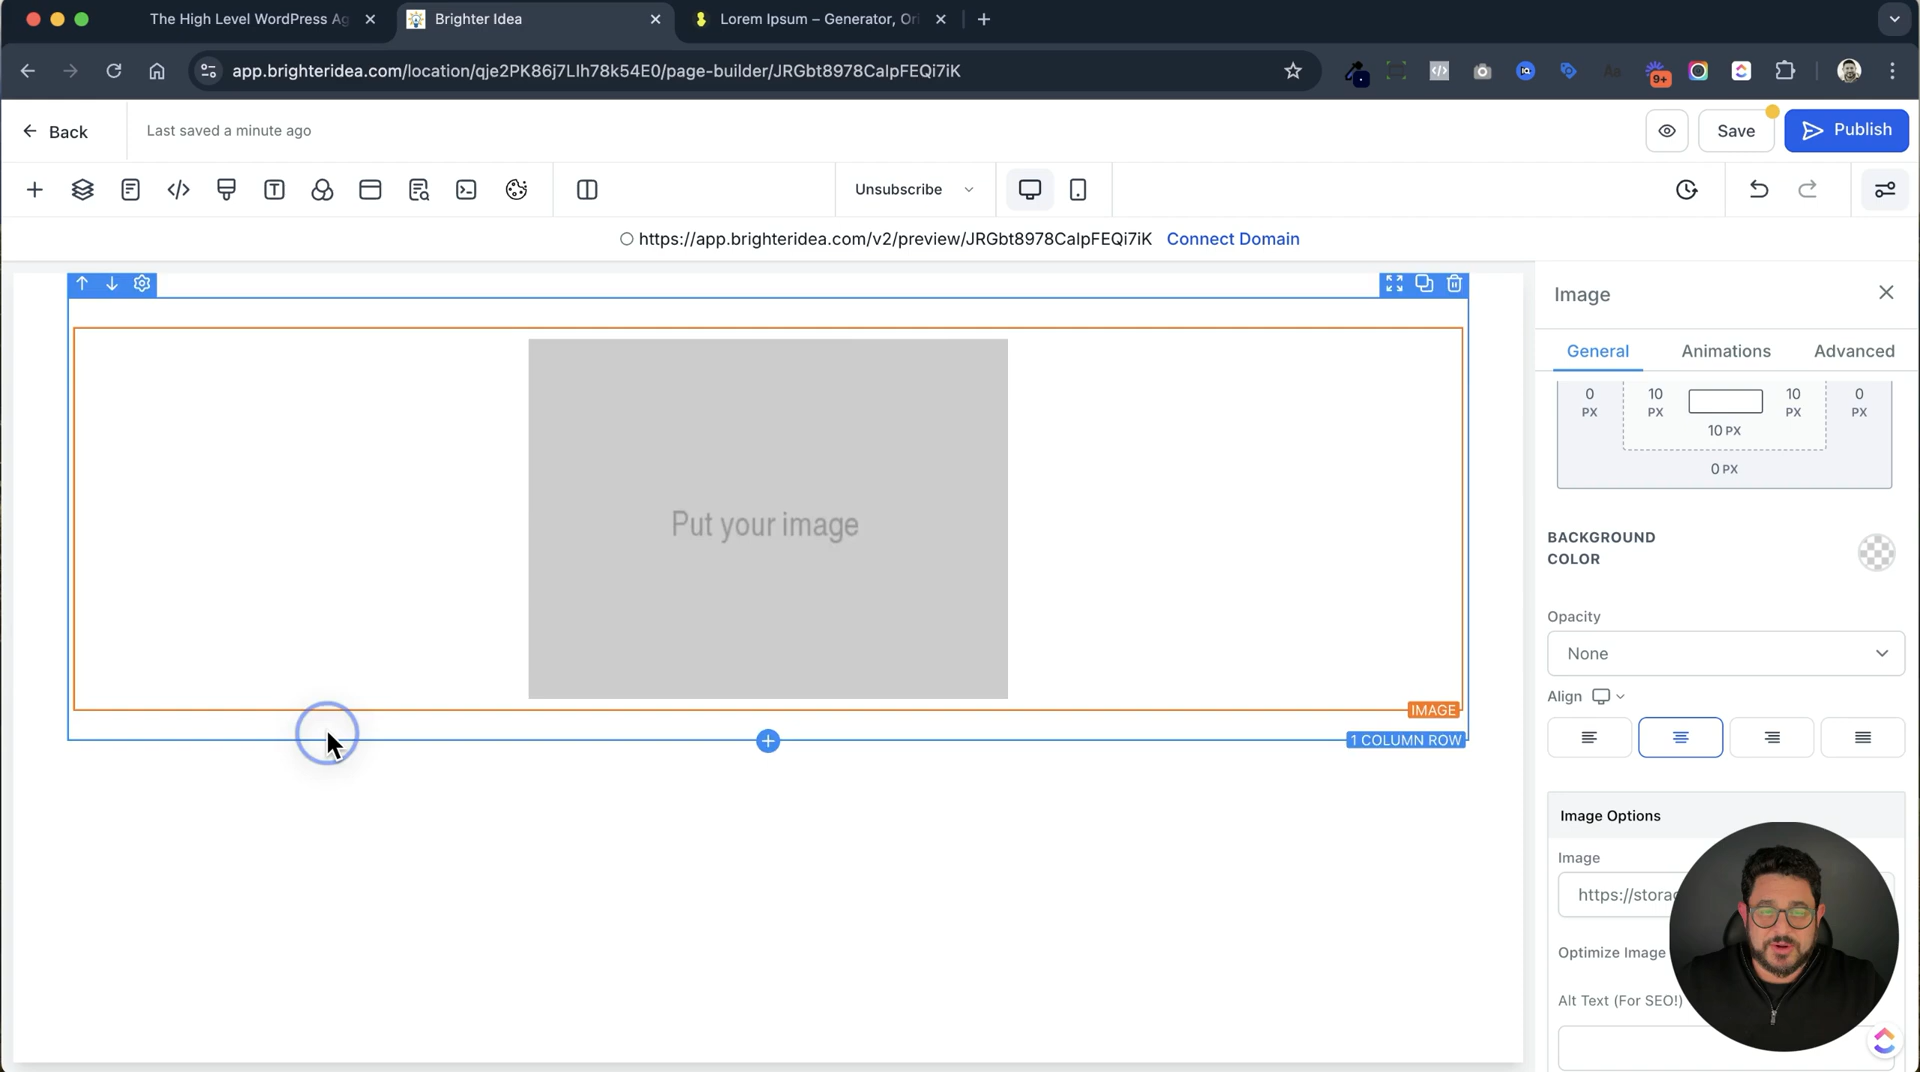 The High Level WordPress Ag
Brighter Idea
Lorem Ipsum – Generator, Ori
app.brighteridea.com/location/qje2PK86j7LIh78k54E0/page-builder/JRGbt8978CalpFEQi7iK
9+
Back
Last saved a minute ago
Save
Publish
Unsubscribe
https://app.brighteridea.com/v2/preview/JRGbt8978CalpFEQi7iK Connect Domain
Image
General
Animations
Advanced
0 PX
10 PX
10 PX
0 PX
10 PX
0 PX
Put your image
BACKGROUND
COLOR
Opacity
None
Align
IMAGE
1 COLUMN ROW
Image Options
Image
https://stora
Optimize Image
Alt Text (For SEO!)